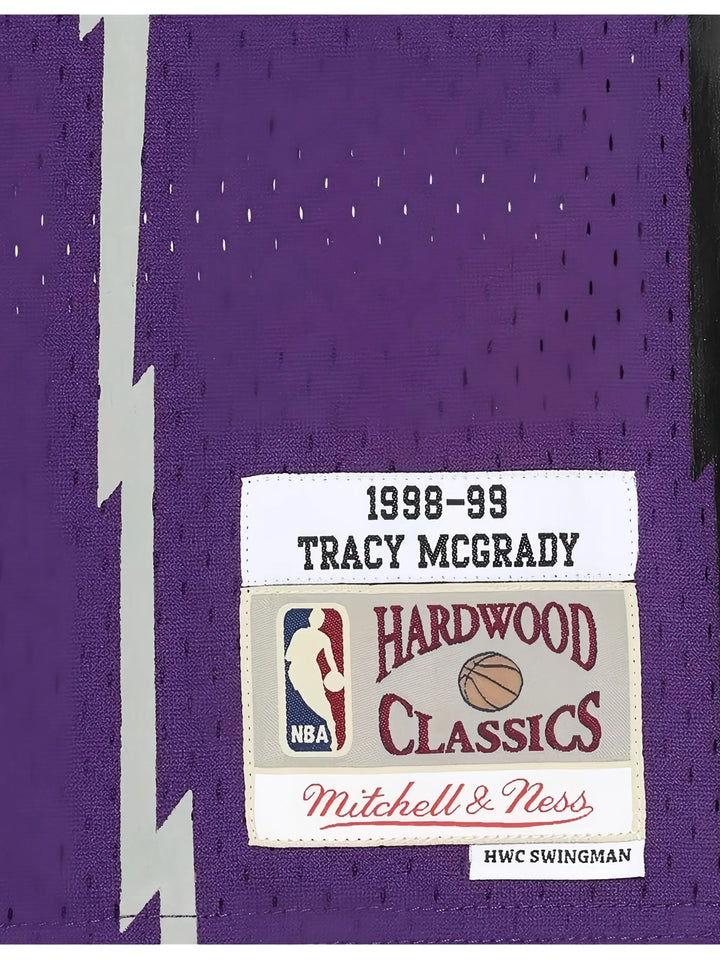 1998-99
TRACY MCGRADY
HARDWOOD
CLASSICS
NBA
Mitchell & Ness
HWC SWINGMAN